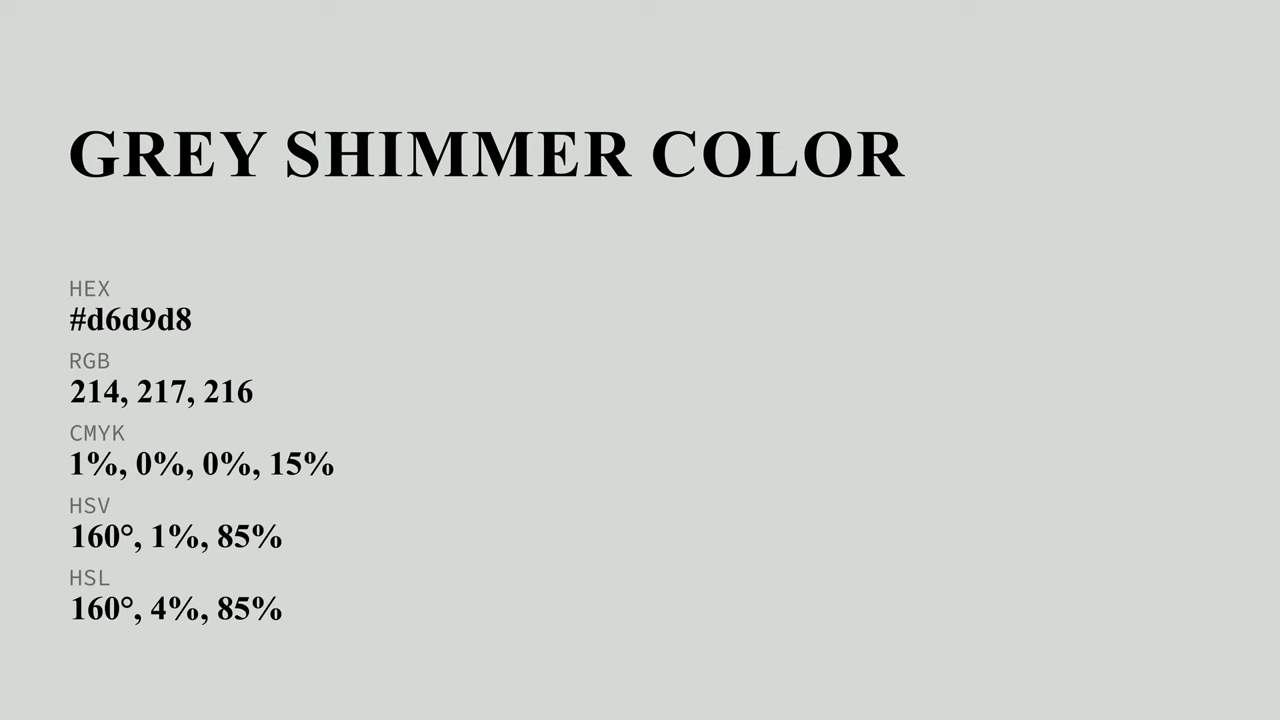 GREY SHIMMER COLOR
HEX
#d6d9d8
RGB
214, 217, 216
CMYK
1%, 0%, 0%, 15%
HSV
160°, 1%, 85%
HSL
160°, 4%, 85%